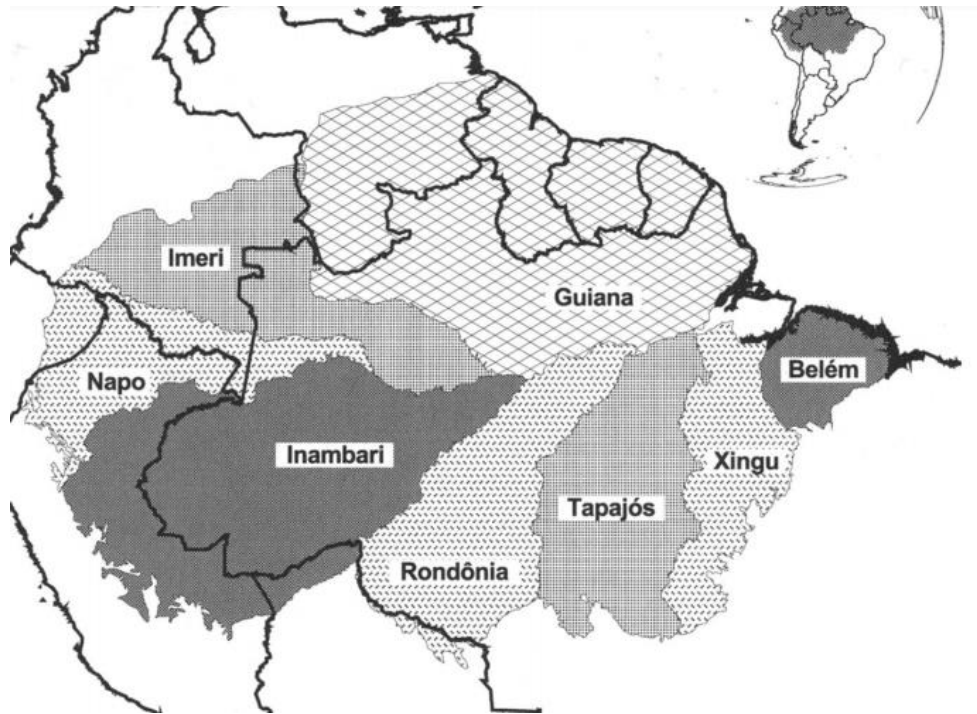 Imeri
Guiana
Napo
Belém
Inambari
Xingu
Tapajós
Rondônia